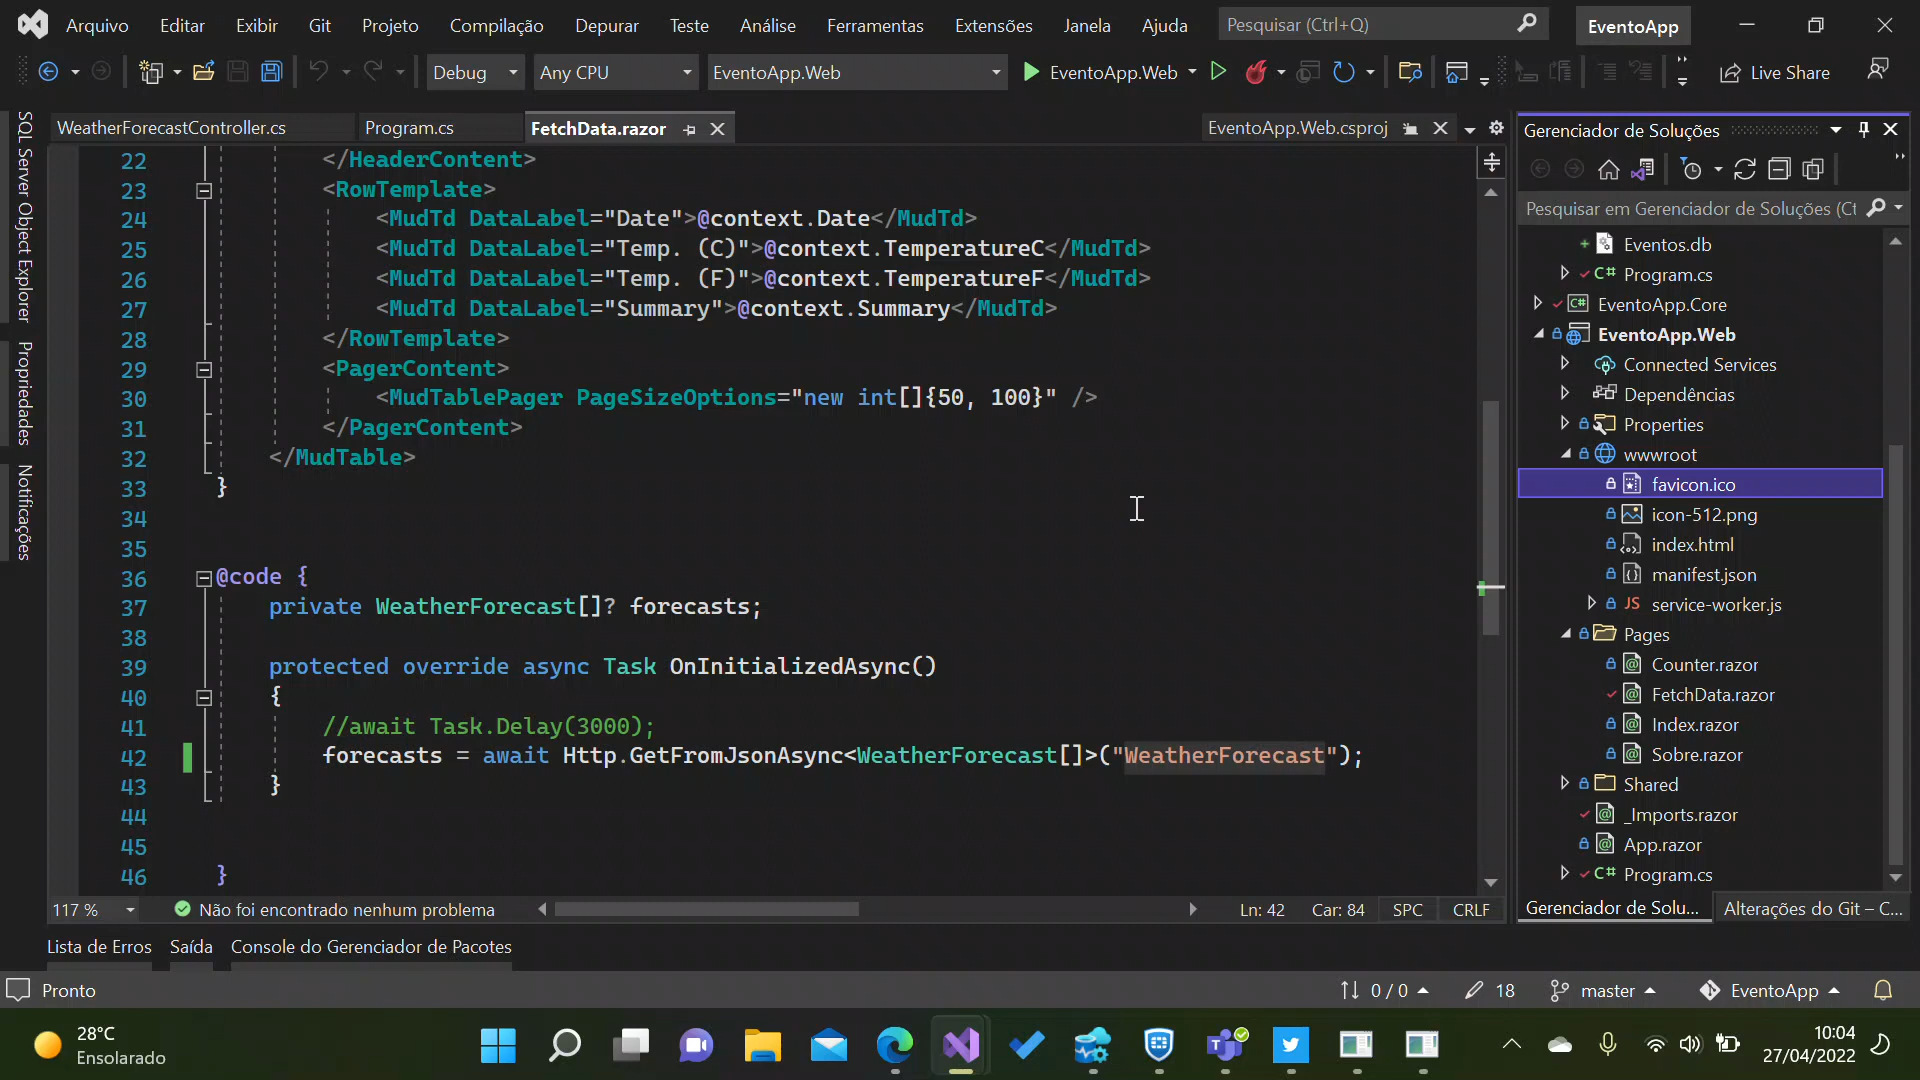 Arquivo Editar Exibir Git Projeto Compilação Depurar Teste Análise Ferramentas Extensões Janela Ajuda Pesquisar (Ctrl+Q) EventoApp
Debug Any CPU EventoApp.Web EventoApp.Web Live Share
SQL Server Object Explorer
Propriedades
Notificações
WeatherForecastController.cs Program.cs FetchData.razor EventoApp.Web.csproj
22 </HeaderContent>
23 <RowTemplate>
24 <MudTd DataLabel="Date">@context.Date</MudTd>
25 <MudTd DataLabel="Temp. (C)">@context.TemperatureC</MudTd>
26 <MudTd DataLabel="Temp. (F)">@context.TemperatureF</MudTd>
27 <MudTd DataLabel="Summary">@context.Summary</MudTd>
28 </RowTemplate>
29 <PagerContent>
30 <MudTablePager PageSizeOptions="new int[]{50, 100}" />
31 </PagerContent>
32 </MudTable>
33 }
34
35
36 @code {
37 private WeatherForecast[]? forecasts;
38
39 protected override async Task OnInitializedAsync()
40 {
41 //await Task.Delay(3000);
42 forecasts = await Http.GetFromJsonAsync<WeatherForecast[]>("WeatherForecast");
43 }
44
45
46 }
117 % Não foi encontrado nenhum problema Ln: 42 Car: 84 SPC CRLF
Gerenciador de Soluções
Pesquisar em Gerenciador de Soluções (Ct
Eventos.db
C# Program.cs
C# EventoApp.Core
EventoApp.Web
Connected Services
Dependências
Properties
wwwroot
favicon.ico
icon-512.png
index.html
manifest.json
JS service-worker.js
Pages
Counter.razor
FetchData.razor
Index.razor
Sobre.razor
Shared
_Imports.razor
App.razor
C# Program.cs
Gerenciador de Solu... Alterações do Git – C...
Lista de Erros Saída Console do Gerenciador de Pacotes
Pronto 0 / 0 18 master EventoApp
28°C
Ensolarado
10:04
27/04/2022